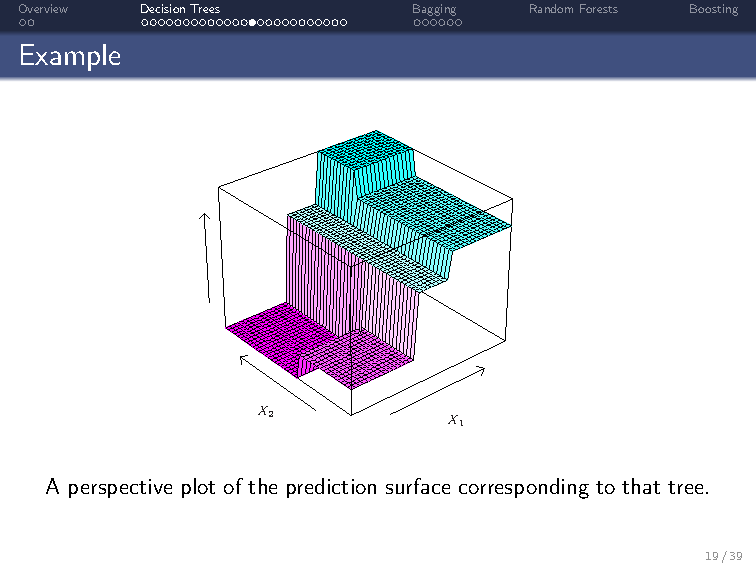 Overview
Decision Trees
Bagging
Random Forests
Boosting
Example
X2
X1
A perspective plot of the prediction surface corresponding to that tree.
19 / 39